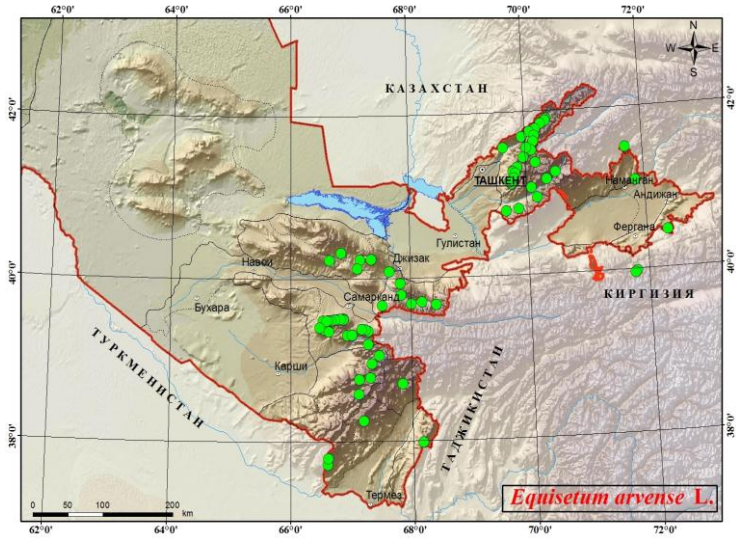 62°0' 64°0' 66°0' 68°0' 70°0' 72°0'
N
W E
S
КАЗАХСТАН
42°0' 42°0'
ТАШКЕНТ
Наманган
Андижан
Фергана
Гулистан
Джизак
Навои
40°0' 40°0'
Самарканд
КИРГИЗИЯ
Бухара
ТУРКМЕНИСТАН
Карши
ТАДЖИКИСТАН
38°0' 38°0'
Термез
Equisetum arvense L.
0 50 100 200
km
62°0' 64°0' 66°0' 68°0' 70°0' 72°0'